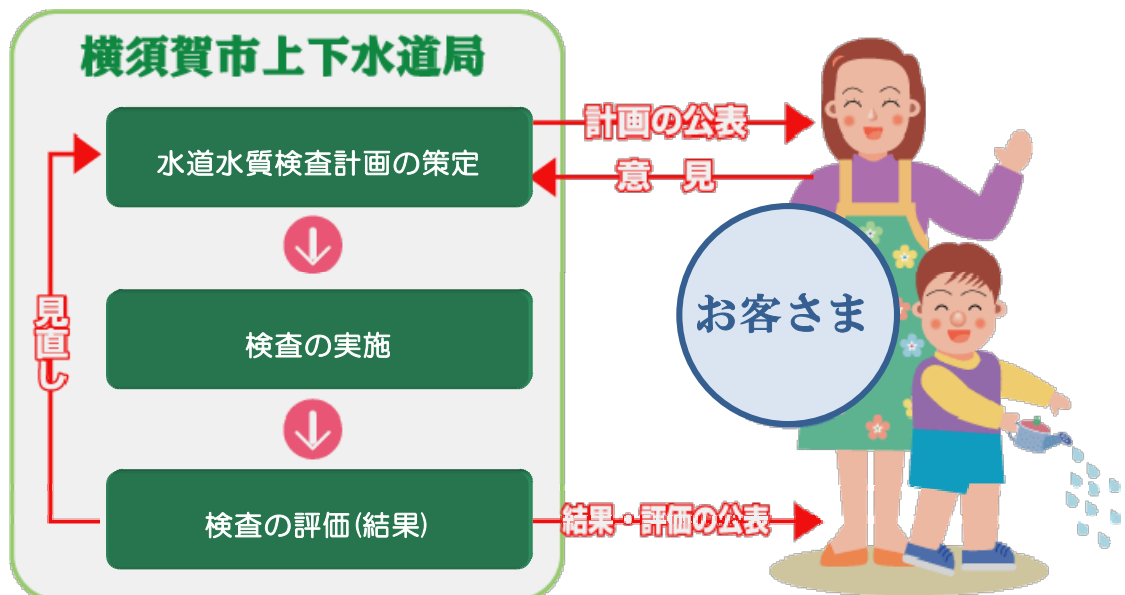 横須賀市上下水道局
水道水質検査計画の策定
計画の公表
意見
検査の実施
見直し
お客さま
検査の評価(結果)
結果・評価の公表